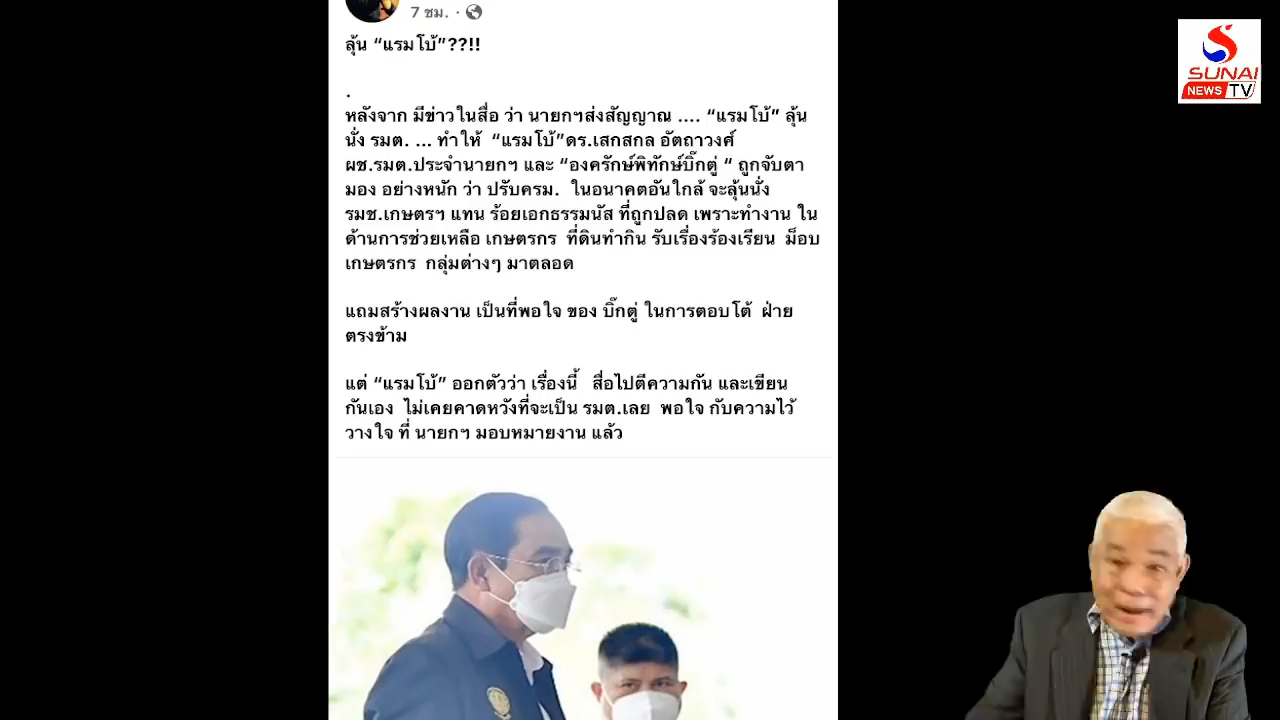 7 ชม. ·
ลุ้น “แรมโบ้”??!!
.
หลังจาก มีข่าวในสื่อ ว่า นายกฯส่งสัญญาณ .... “แรมโบ้” ลุ้น
นั่ง รมต. ... ทำให้ “แรมโบ้”ดร.เสกสกล อัตถาวงศ์
ผช.รมต.ประจำนายกฯ และ “องครักษ์พิทักษ์บิ๊กตู่ “ ถูกจับตา
มอง อย่างหนัก ว่า ปรับครม. ในอนาคตอันใกล้ จะลุ้นนั่ง
รมช.เกษตรฯ แทน ร้อยเอกธรรมนัส ที่ถูกปลด เพราะทำงาน ใน
ด้านการช่วยเหลือ เกษตรกร ที่ดินทำกิน รับเรื่องร้องเรียน ม็อบ
เกษตรกร กลุ่มต่างๆ มาตลอด
แถมสร้างผลงาน เป็นที่พอใจ ของ บิ๊กตู่ ในการตอบโต้ ฝ่าย
ตรงข้าม
แต่ “แรมโบ้” ออกตัวว่า เรื่องนี้ สื่อไปตีความกัน และเขียน
กันเอง ไม่เคยคาดหวังที่จะเป็น รมต.เลย พอใจ กับความไว้
วางใจ ที่ นายกฯ มอบหมายงาน แล้ว
SUNAI
NEWS TV